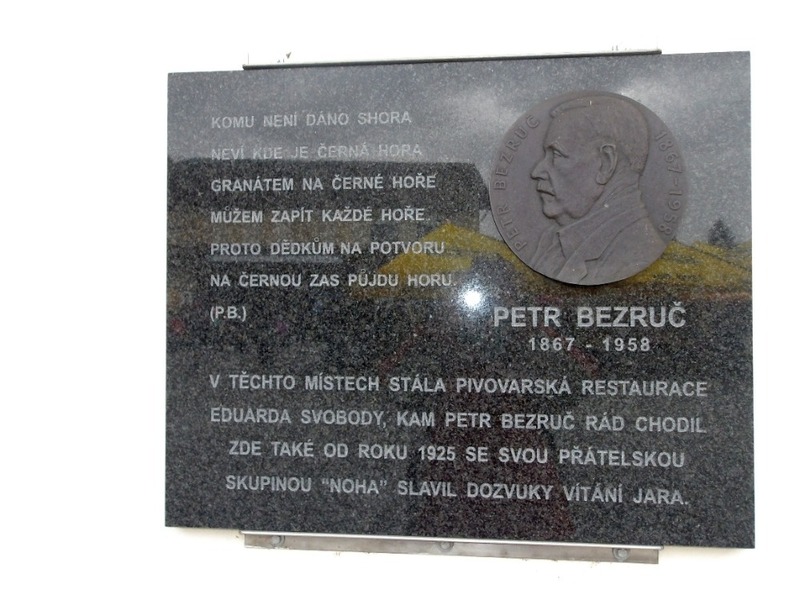 KOMU NENÍ DÁNO SHORA
NEVÍ KDE JE ČERNÁ HORA
GRANÁTEM NA ČERNÉ HOŘE
MŮŽEM ZAPÍT KAŽDÉ HOŘE.
PROTO DĚDKŮM NA POTVORU
NA ČERNOU ZAS PŮJDU HORU.
(P.B.)
PETR BEZRUČ 1867-1958
PETR BEZRUČ
1867 - 1958
V TĚCHTO MÍSTECH STÁLA PIVOVARSKÁ RESTAURACE
EDUARDA SVOBODY, KAM PETR BEZRUČ RÁD CHODIL
ZDE TAKÉ OD ROKU 1925 SE SVOU PŘÁTELSKOU
SKUPINOU "NOHA" SLAVIL DOZVUKY VÍTÁNÍ JARA.